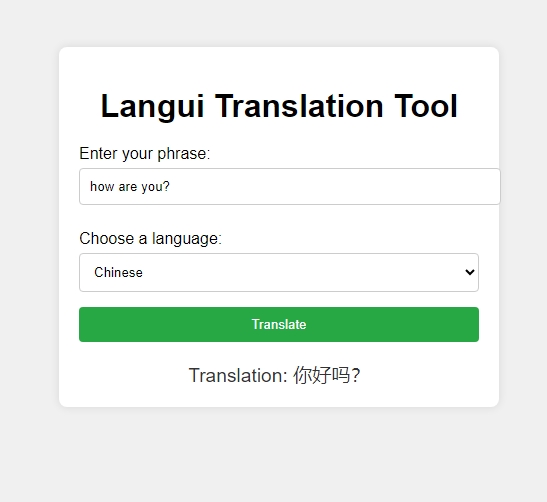 Langui Translation Tool
Enter your phrase:
how are you?
Choose a language:
Chinese
Translate
Translation: 你好吗？